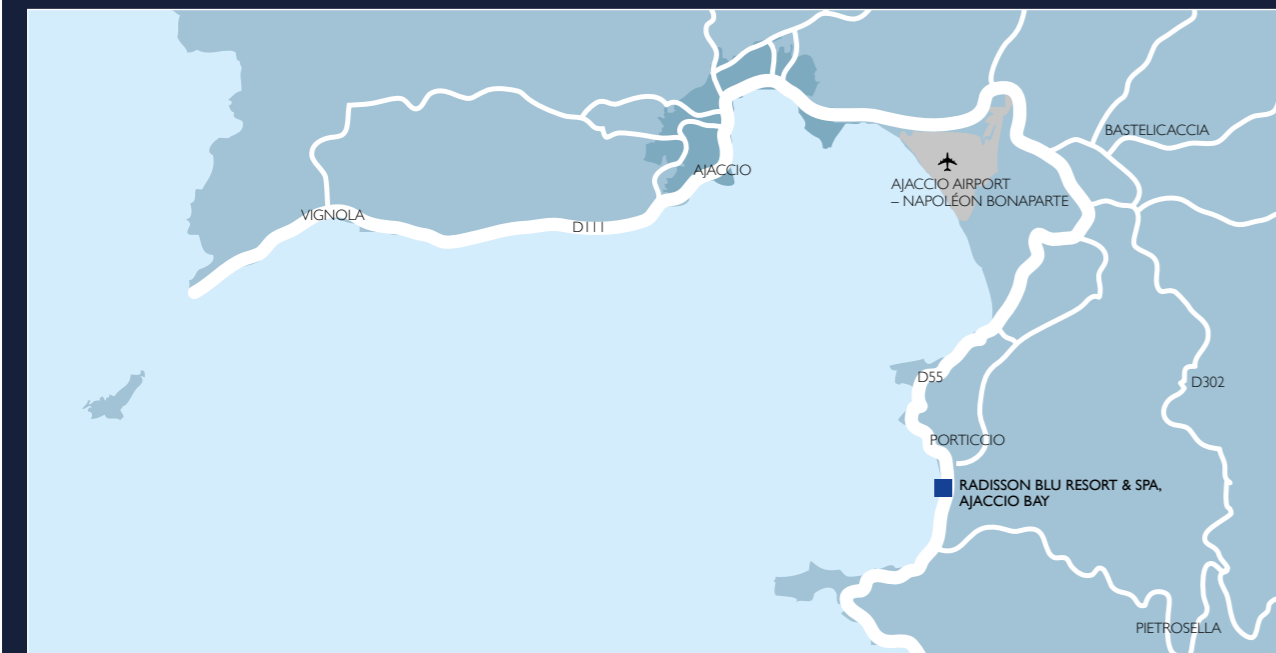 BASTELICACCIA
AJACCIO
AJACCIO AIRPORT
– NAPOLÉON BONAPARTE
VIGNOLA
D111
D55
D302
PORTICCIO
RADISSON BLU RESORT & SPA,
AJACCIO BAY
PIETROSELLA